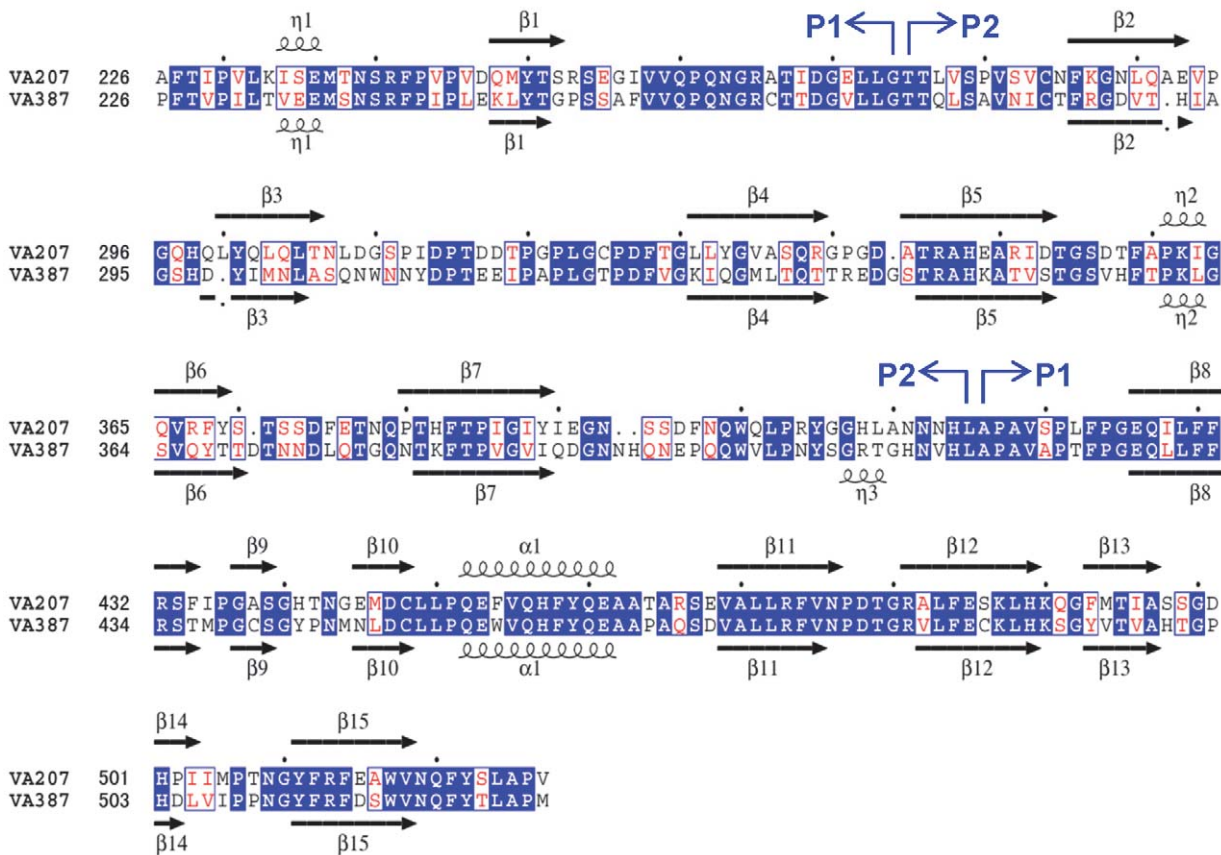 η1 β1 P1 P2 β2
VA207 226 AFTIPVLKISEMTNSRFPVPVDQMYTSRSEGIVVQPQNGRATIDGELLGTTLVSPVSVCNFKGNLQAEVP
VA387 226 PFTVPILTVEEMSNSRFPIPLEKLYTGPSSAFVVQPQNGRCTTDGVLLGTTQLSAVNICTFRGDVT.HIA
η1 β1 β2
β3 β4 β5 η2
VA207 296 GQHQLYQLQLTNLDGSPIDPTDDTPGPLGCPDFTGLLYGVASQRGPGD.ATRAHEARIDTGSDTFAPKIG
VA387 295 GSHD.YIMNLASQNWNNYDPTEEIPAPLGTPDFVGKIQGMLTQTTREDGSTRAHKATVSTGSVHFTPKLG
β3 β4 β5 η2
β6 β7 P2 P1 β8
VA207 365 QVRFYS.TSSDFETNQPTHFTPIGIYIEGN..SSDFNQWQLPRYGGHLANNNHLAPAVSPLFPGEQILFF
VA387 364 SVQYTTDTNNDLQTGQNTKFTPVGVIQDGNNHQNEPQQWVLPNYSGRTGHNVHLAPAVAPTFPGEQLLFF
β6 β7 η3 β8
β9 β10 α1 β11 β12 β13
VA207 432 RSFIPGASGHTNGEMDCLLPQEFVQHFYQEAATARSEVALLRFVNPDTGRALFESKLHKQGFMTIASSGD
VA387 434 RSTMPGCSGYPNMNLDCLLPQEWVQHFYQEAAPAQSDVALLRFVNPDTGRVLFECKLHKSGYVTVAHTGP
β9 β10 α1 β11 β12 β13
β14 β15
VA207 501 HPIIMPTNGYFRFEAWVNQFYSLAPV
VA387 503 HDLVIPPNGYFRFDSWVNQFYTLAPM
β14 β15